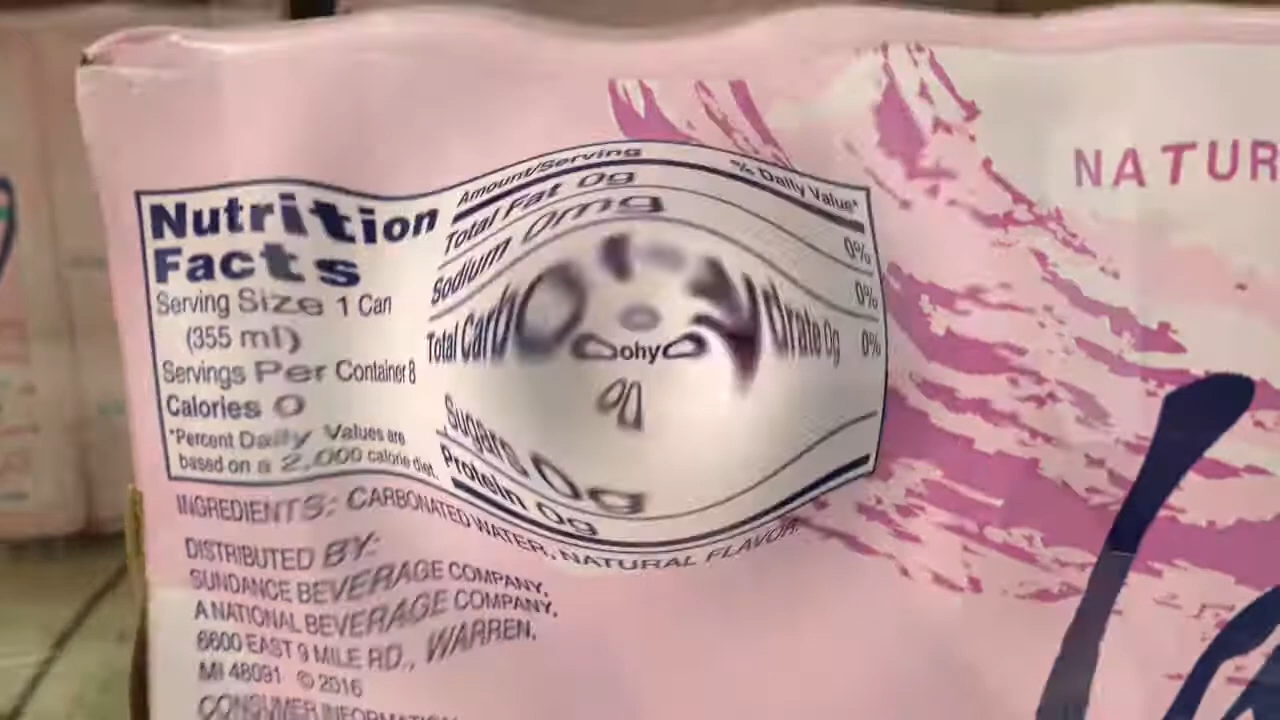 NATUR
Nutrition
Facts
Serving Size 1 Can
(355 ml)
Servings Per Container 8
Calories 0
*Percent Daily Values are
based on a 2,000 calorie diet.
Amount/Serving % Daily Value*
Total Fat 0g 0%
Sodium 0mg 0%
Total Carbohydrate 0g 0%
Sugars 0g
Protein 0g
INGREDIENTS: CARBONATED WATER, NATURAL FLAVOR.
DISTRIBUTED BY:
SUNDANCE BEVERAGE COMPANY,
A NATIONAL BEVERAGE COMPANY,
6600 EAST 9 MILE RD., WARREN,
MI 48091 © 2016
CONSUMER INFORMATION